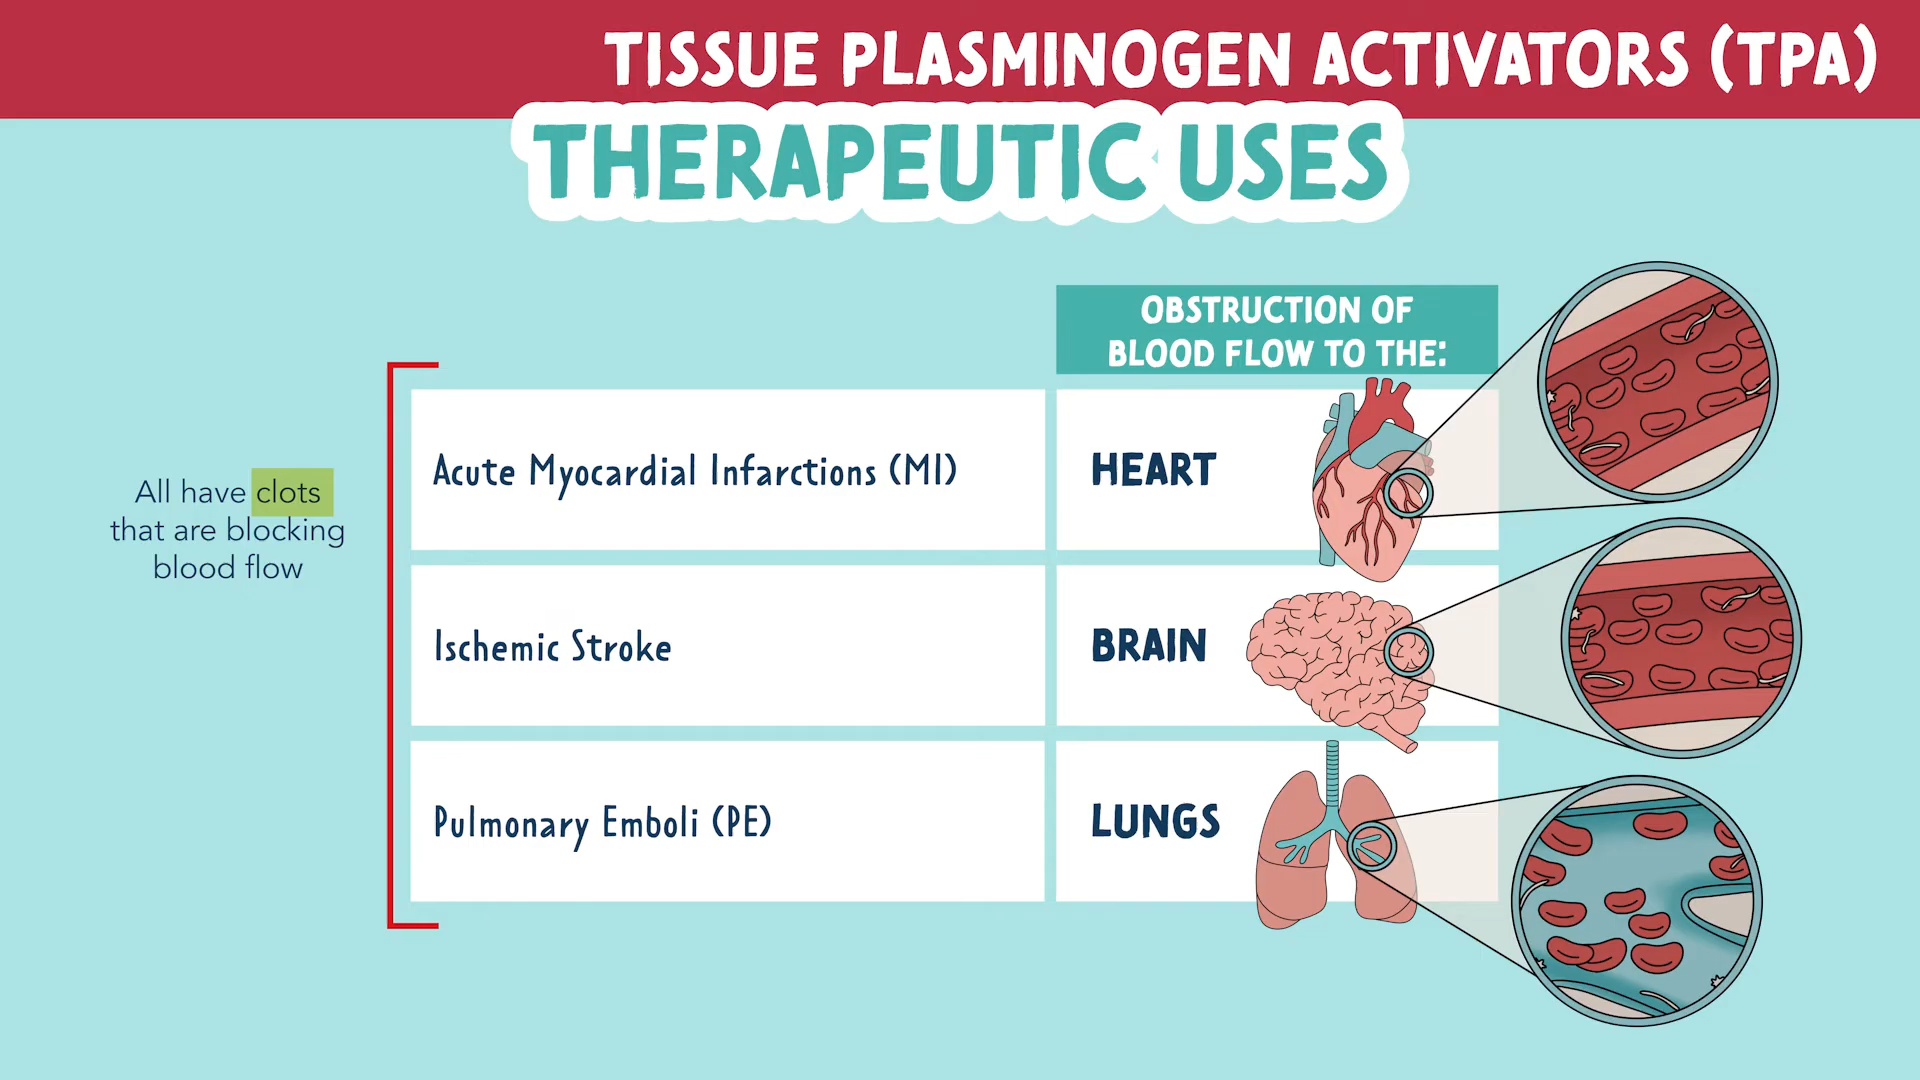 TISSUE PLASMINOGEN ACTIVATORS (TPA)
THERAPEUTIC USES
OBSTRUCTION OF
BLOOD FLOW TO THE:
All have clots
that are blocking
blood flow
Acute Myocardial Infarctions (MI)
HEART
Ischemic Stroke
BRAIN
Pulmonary Emboli (PE)
LUNGS